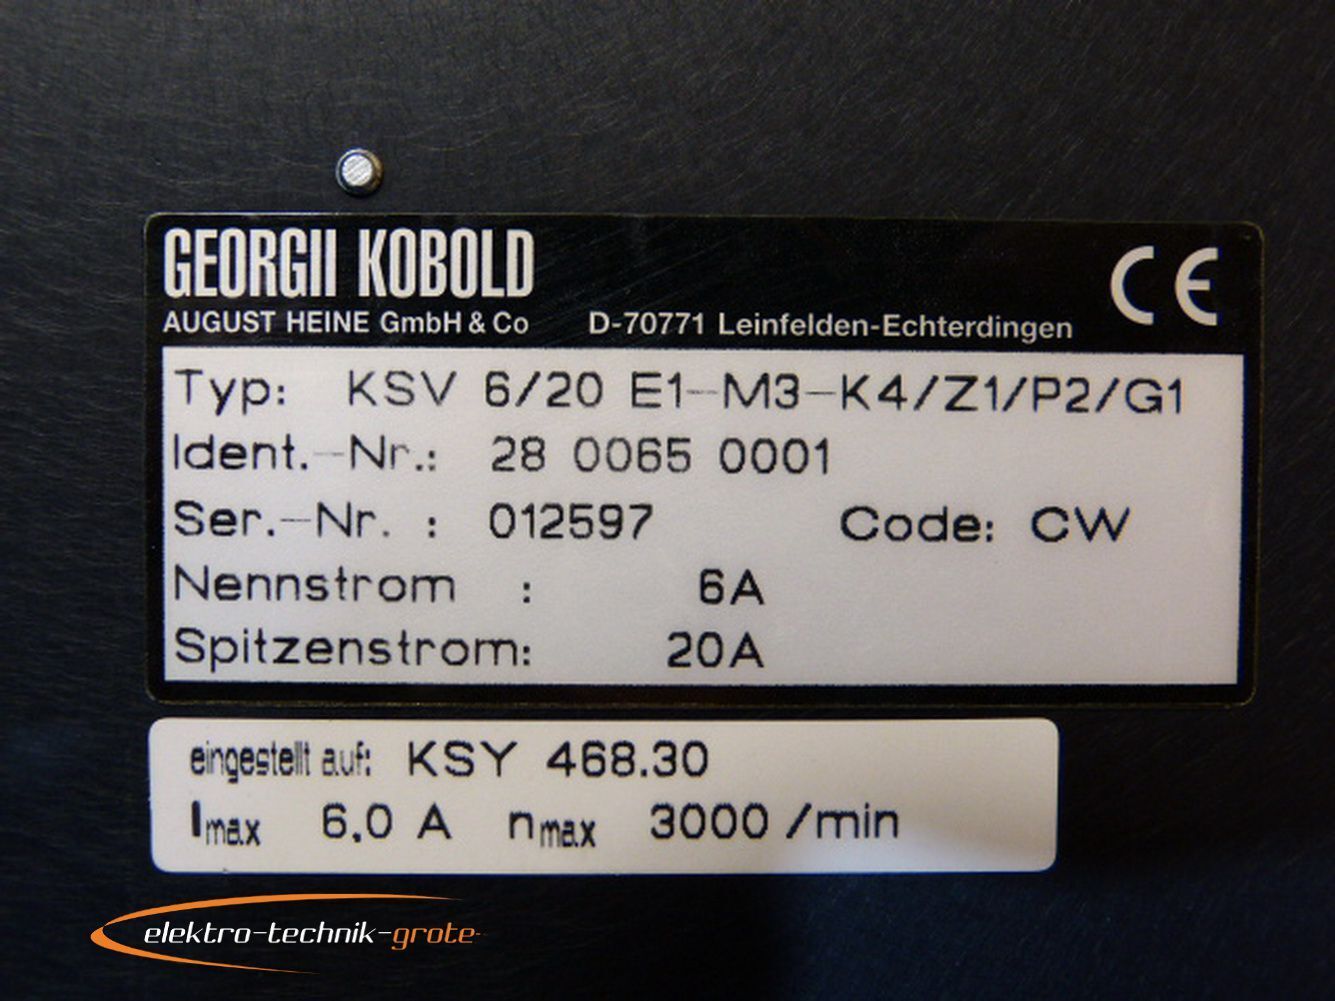 GEORGII KOBOLD
AUGUST HEINE GmbH & Co D-70771 Leinfelden-Echterdingen
CE
Typ: KSV 6/20 E1-M3-K4/Z1/P2/G1
Ident.-Nr.: 28 0065 0001
Ser.-Nr. : 012597 Code: CW
Nennstrom : 6A
Spitzenstrom: 20A
eingestellt auf: KSY 468.30
Imax 6.0 A nmax 3000 /min
elektro-technik-grote